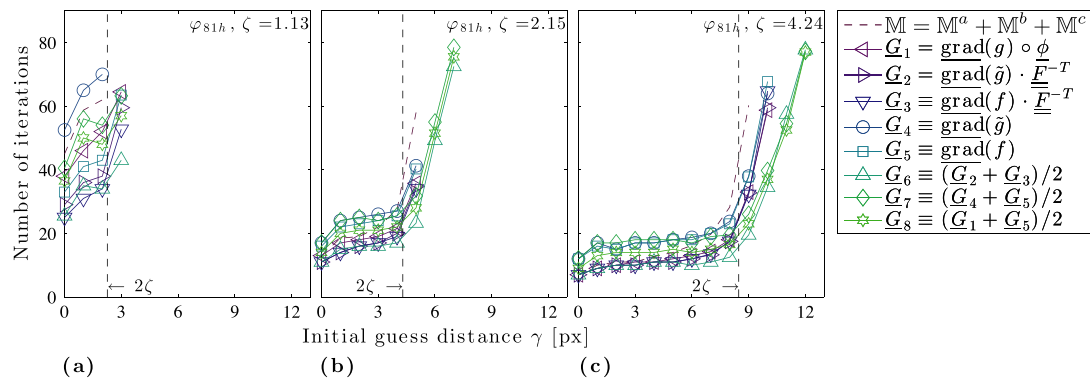 Number of iterations
90
60
40
20
0
φ81h, ζ =1.13
φ81h, ζ =2.15
φ81h, ζ =4.24
2ζ
2ζ
2ζ
0 3 6 9 12
0 3 6 9 12
0 3 6 9 12
Initial guess distance γ [px]
(a) (b) (c)
𝕄 = 𝕄^a + 𝕄^b + 𝕄^c
G1 = grad(g) ∘ ϕ
G2 = grad(g̃) · F^−T
G3 ≡ grad(f) · F^−T
G4 ≡ grad(g̃)
G5 ≡ grad(f)
G6 ≡ (G2 + G3)/2
G7 ≡ (G4 + G5)/2
G8 ≡ (G1 + G5)/2